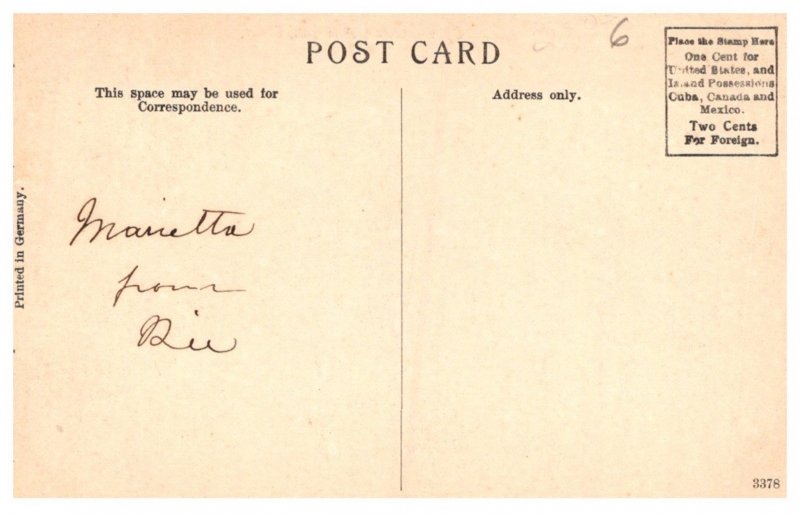 6
POST CARD
Place the Stamp Here
One Cent for
United States, and
Island Possessions
Cuba, Canada and
Mexico.
Two Cents
For Foreign.
This space may be used for
Correspondence.
Address only.
Printed in Germany.
Marietta
from
Rie
3378